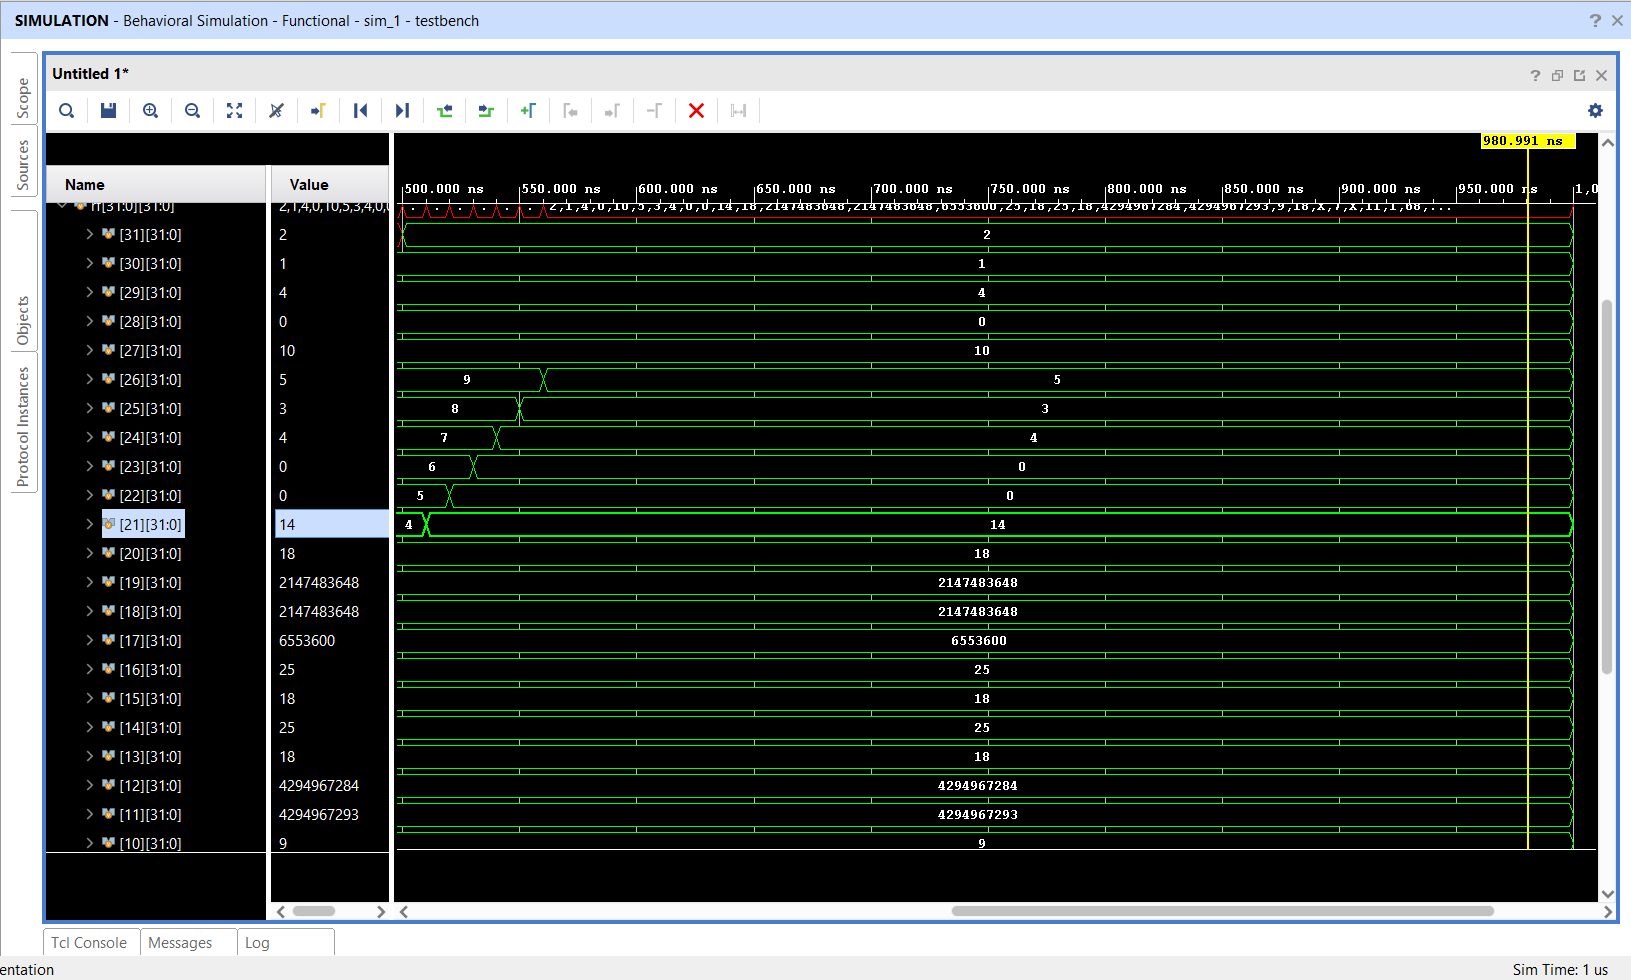 SIMULATION - Behavioral Simulation - Functional - sim_1 - testbench
Scope
Sources
Objects
Protocol Instances
Untitled 1*
980.991 ns
Name Value
500.000 ns 550.000 ns 600.000 ns 650.000 ns 700.000 ns 750.000 ns 800.000 ns 850.000 ns 900.000 ns 950.000 ns 1,0
rf[31:0][31:0] 2,1,4,0,10,5,3,4,0,0 2,1,4,0,10,5,3,4,0,0,14,18,2147483648,2147483648,6553600,25,18,25,18,4294967284,4294967293,9,18,X,7,X,11,1,68,...
[31][31:0] 2 2
[30][31:0] 1 1
[29][31:0] 4 4
[28][31:0] 0 0
[27][31:0] 10 10
[26][31:0] 5 9 5
[25][31:0] 3 8 3
[24][31:0] 4 7 4
[23][31:0] 0 6 0
[22][31:0] 0 5 0
[21][31:0] 14 4 14
[20][31:0] 18 18
[19][31:0] 2147483648 2147483648
[18][31:0] 2147483648 2147483648
[17][31:0] 6553600 6553600
[16][31:0] 25 25
[15][31:0] 18 18
[14][31:0] 25 25
[13][31:0] 18 18
[12][31:0] 4294967284 4294967284
[11][31:0] 4294967293 4294967293
[10][31:0] 9 9
Tcl Console Messages Log
entation Sim Time: 1 us